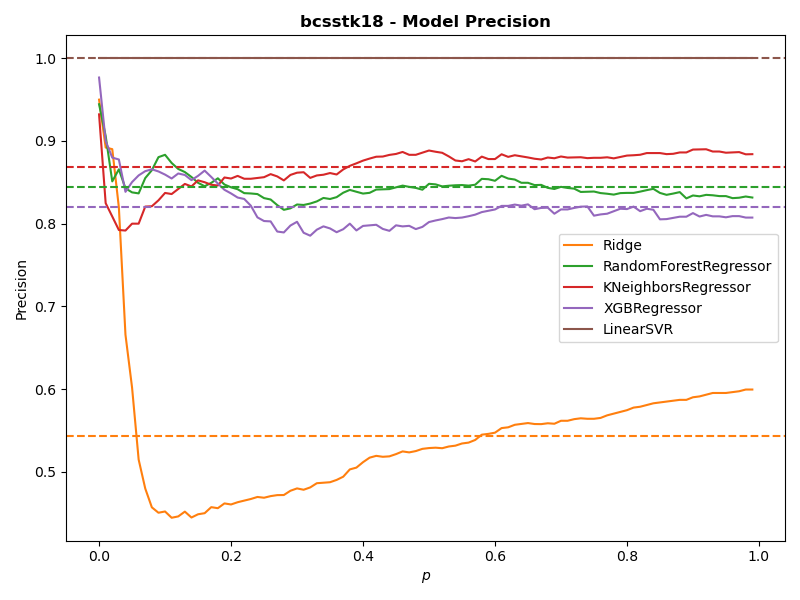 bcsstk18 - Model Precision
Precision
1.0
0.9
0.8
0.7
0.6
0.5
Ridge
RandomForestRegressor
KNeighborsRegressor
XGBRegressor
LinearSVR
0.0 0.2 0.4 0.6 0.8 1.0
p